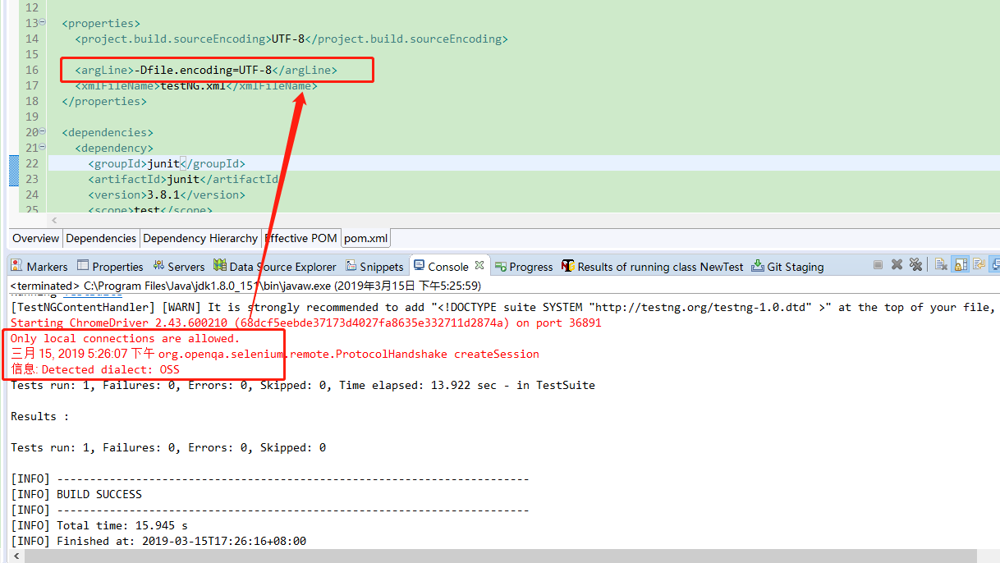 12
13 <properties>
14 <project.build.sourceEncoding>UTF-8</project.build.sourceEncoding>
15
16 <argLine>-Dfile.encoding=UTF-8</argLine>
17 <xmlFileName>testNG.xml</xmlFileName>
18 </properties>
19
20 <dependencies>
21 <dependency>
22 <groupId>junit</groupId>
23 <artifactId>junit</artifactId
24 <version>3.8.1</version>
25 <scope>test</scope>
Overview Dependencies Dependency Hierarchy Effective POM pom.xml
Markers Properties Servers Data Source Explorer Snippets Console Progress Results of running class NewTest Git Staging
<terminated> C:\Program Files\Java\jdk1.8.0_151\bin\javaw.exe (2019年3月15日 下午5:25:59)
Running TestSuite
[TestNGContentHandler] [WARN] It is strongly recommended to add "<!DOCTYPE suite SYSTEM "http://testng.org/testng-1.0.dtd" >" at the top of your file,
Starting ChromeDriver 2.43.600210 (68dcf5eebde37173d4027fa8635e332711d2874a) on port 36891
Only local connections are allowed.
三月 15, 2019 5:26:07 下午 org.openqa.selenium.remote.ProtocolHandshake createSession
信息: Detected dialect: OSS
Tests run: 1, Failures: 0, Errors: 0, Skipped: 0, Time elapsed: 13.922 sec - in TestSuite
Results :
Tests run: 1, Failures: 0, Errors: 0, Skipped: 0
[INFO] ------------------------------------------------------------------------
[INFO] BUILD SUCCESS
[INFO] ------------------------------------------------------------------------
[INFO] Total time: 15.945 s
[INFO] Finished at: 2019-03-15T17:26:16+08:00